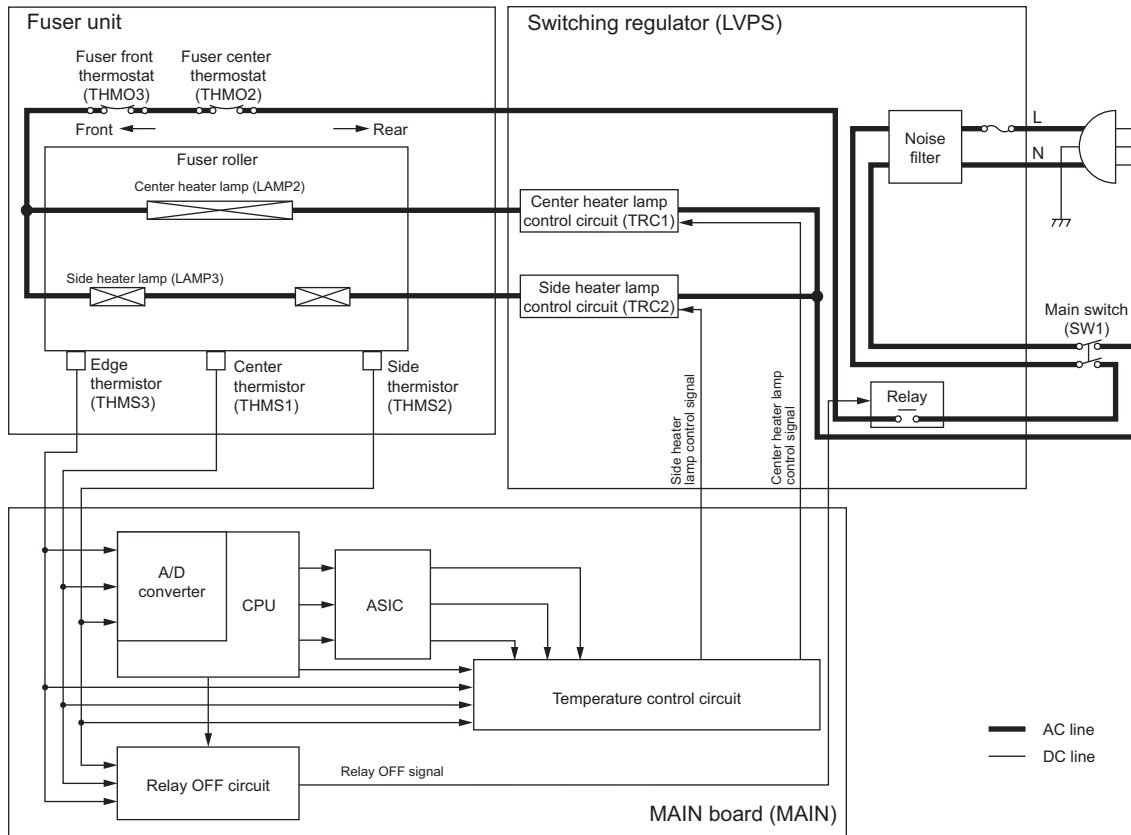 Fuser unit
Switching regulator (LVPS)
Fuser front
thermostat
(THMO3)
Fuser center
thermostat
(THMO2)
Front
Rear
Fuser roller
Center heater lamp (LAMP2)
Side heater lamp (LAMP3)
Center heater lamp
control circuit (TRC1)
Side heater lamp
control circuit (TRC2)
Noise
filter
L
N
Main switch
(SW1)
Relay
Edge
thermistor
(THMS3)
Center
thermistor
(THMS1)
Side
thermistor
(THMS2)
Side heater
lamp control signal
Center heater lamp
control signal
A/D
converter
CPU
ASIC
Temperature control circuit
Relay OFF circuit
Relay OFF signal
MAIN board (MAIN)
AC line
DC line